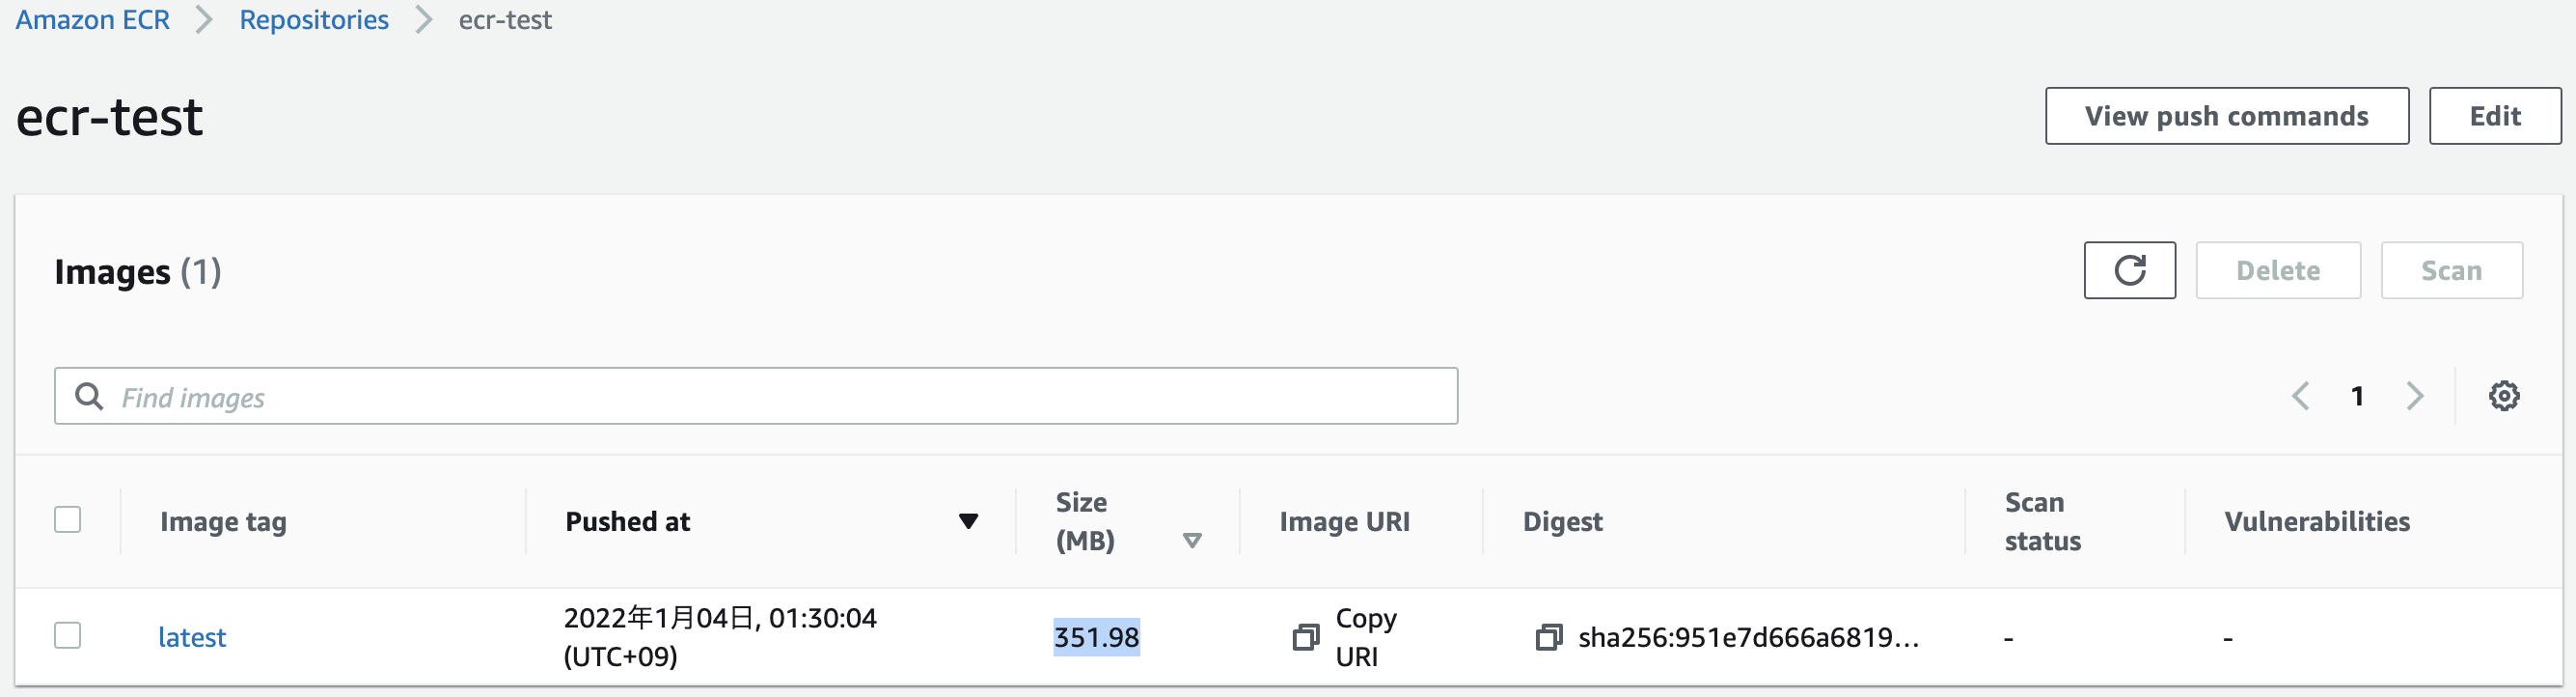 Amazon ECR
Repositories
ecr-test
ecr-test
View push commands
Edit
Images (1)
Delete
Scan
Find images
1
Image tag
Pushed at
Size
(MB)
Image URI
Digest
Scan
status
Vulnerabilities
latest
2022年1月04日, 01:30:04
(UTC+09)
351.98
Copy
URI
sha256:951e7d666a6819...
-
-